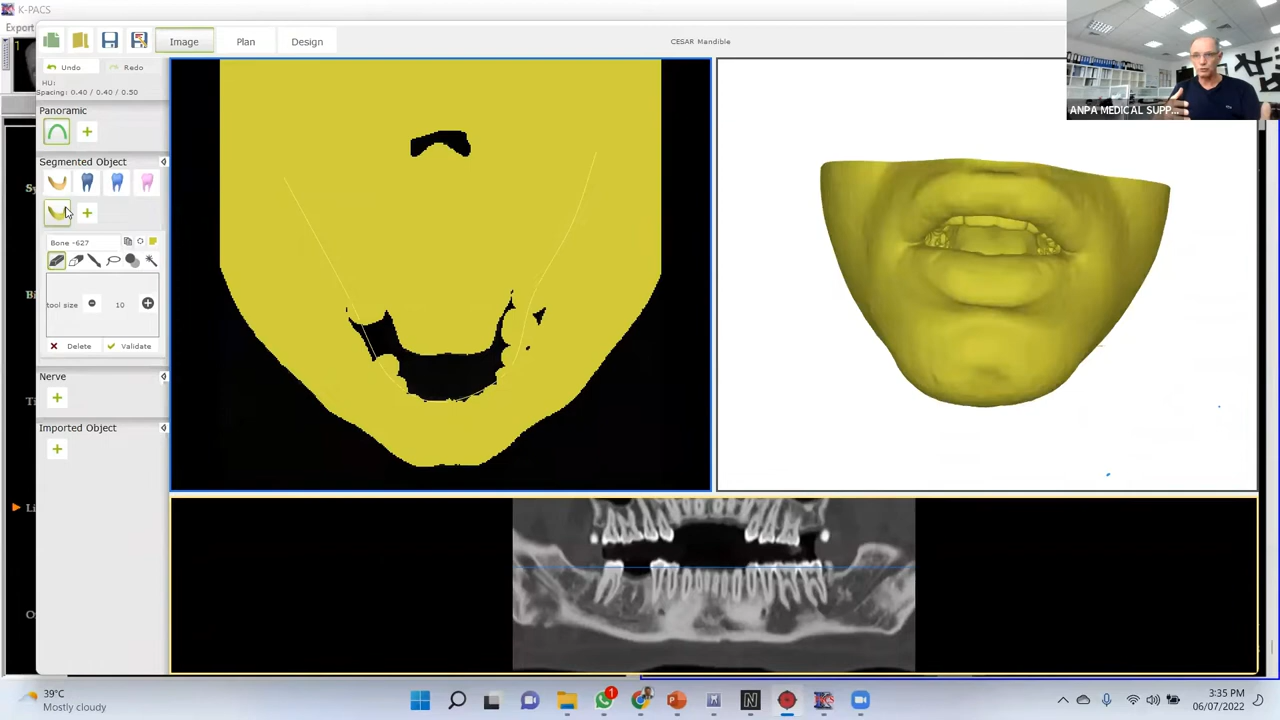 K-PACS
Export
1
Image
Plan
Design
CESAR Mandible
Undo
Redo
HU:
Spacing: 0.40 / 0.40 / 0.50
Panoramic
Segmented Object
Bone -627
tool size
10
Delete
Validate
Nerve
Imported Object
ANPA MEDICAL SUPP...
39°C
Mostly cloudy
1
N
3:35 PM
06/07/2022